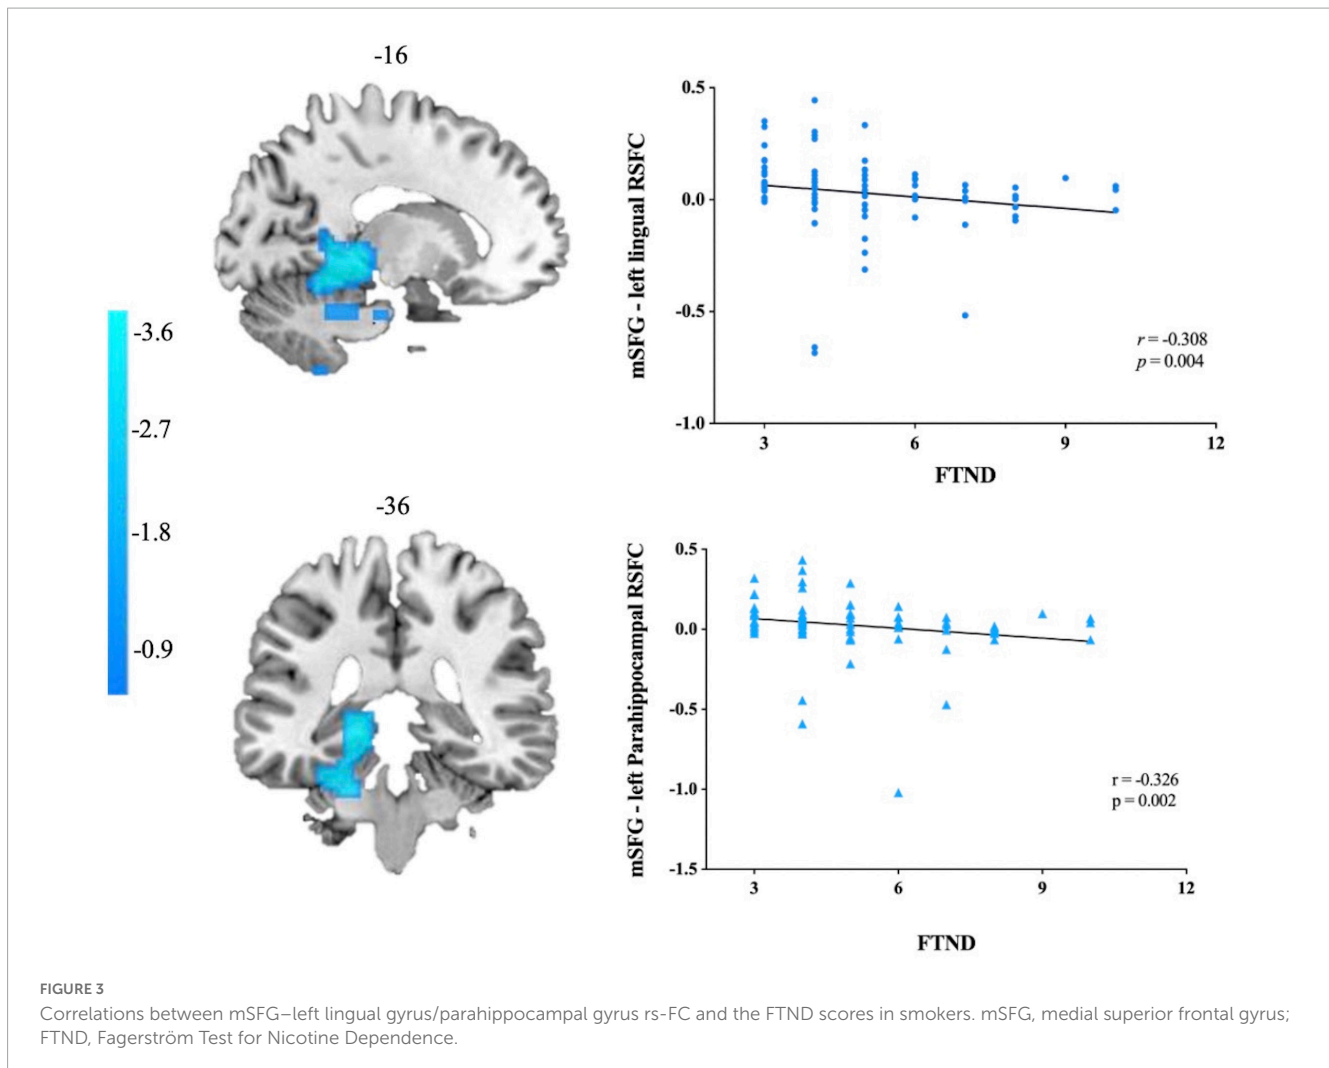 -16
-3.6
-2.7
-1.8
-0.9
mSFG - left lingual RSFC
0.5
0.0
-0.5
-1.0
r = -0.308
p = 0.004
3 6 9 12
FTND
-36
mSFG - left Parahippocampal RSFC
0.5
0.0
-0.5
-1.0
-1.5
r = -0.326
p = 0.002
3 6 9 12
FTND
FIGURE 3
Correlations between mSFG–left lingual gyrus/parahippocampal gyrus rs-FC and the FTND scores in smokers. mSFG, medial superior frontal gyrus;
FTND, Fagerström Test for Nicotine Dependence.